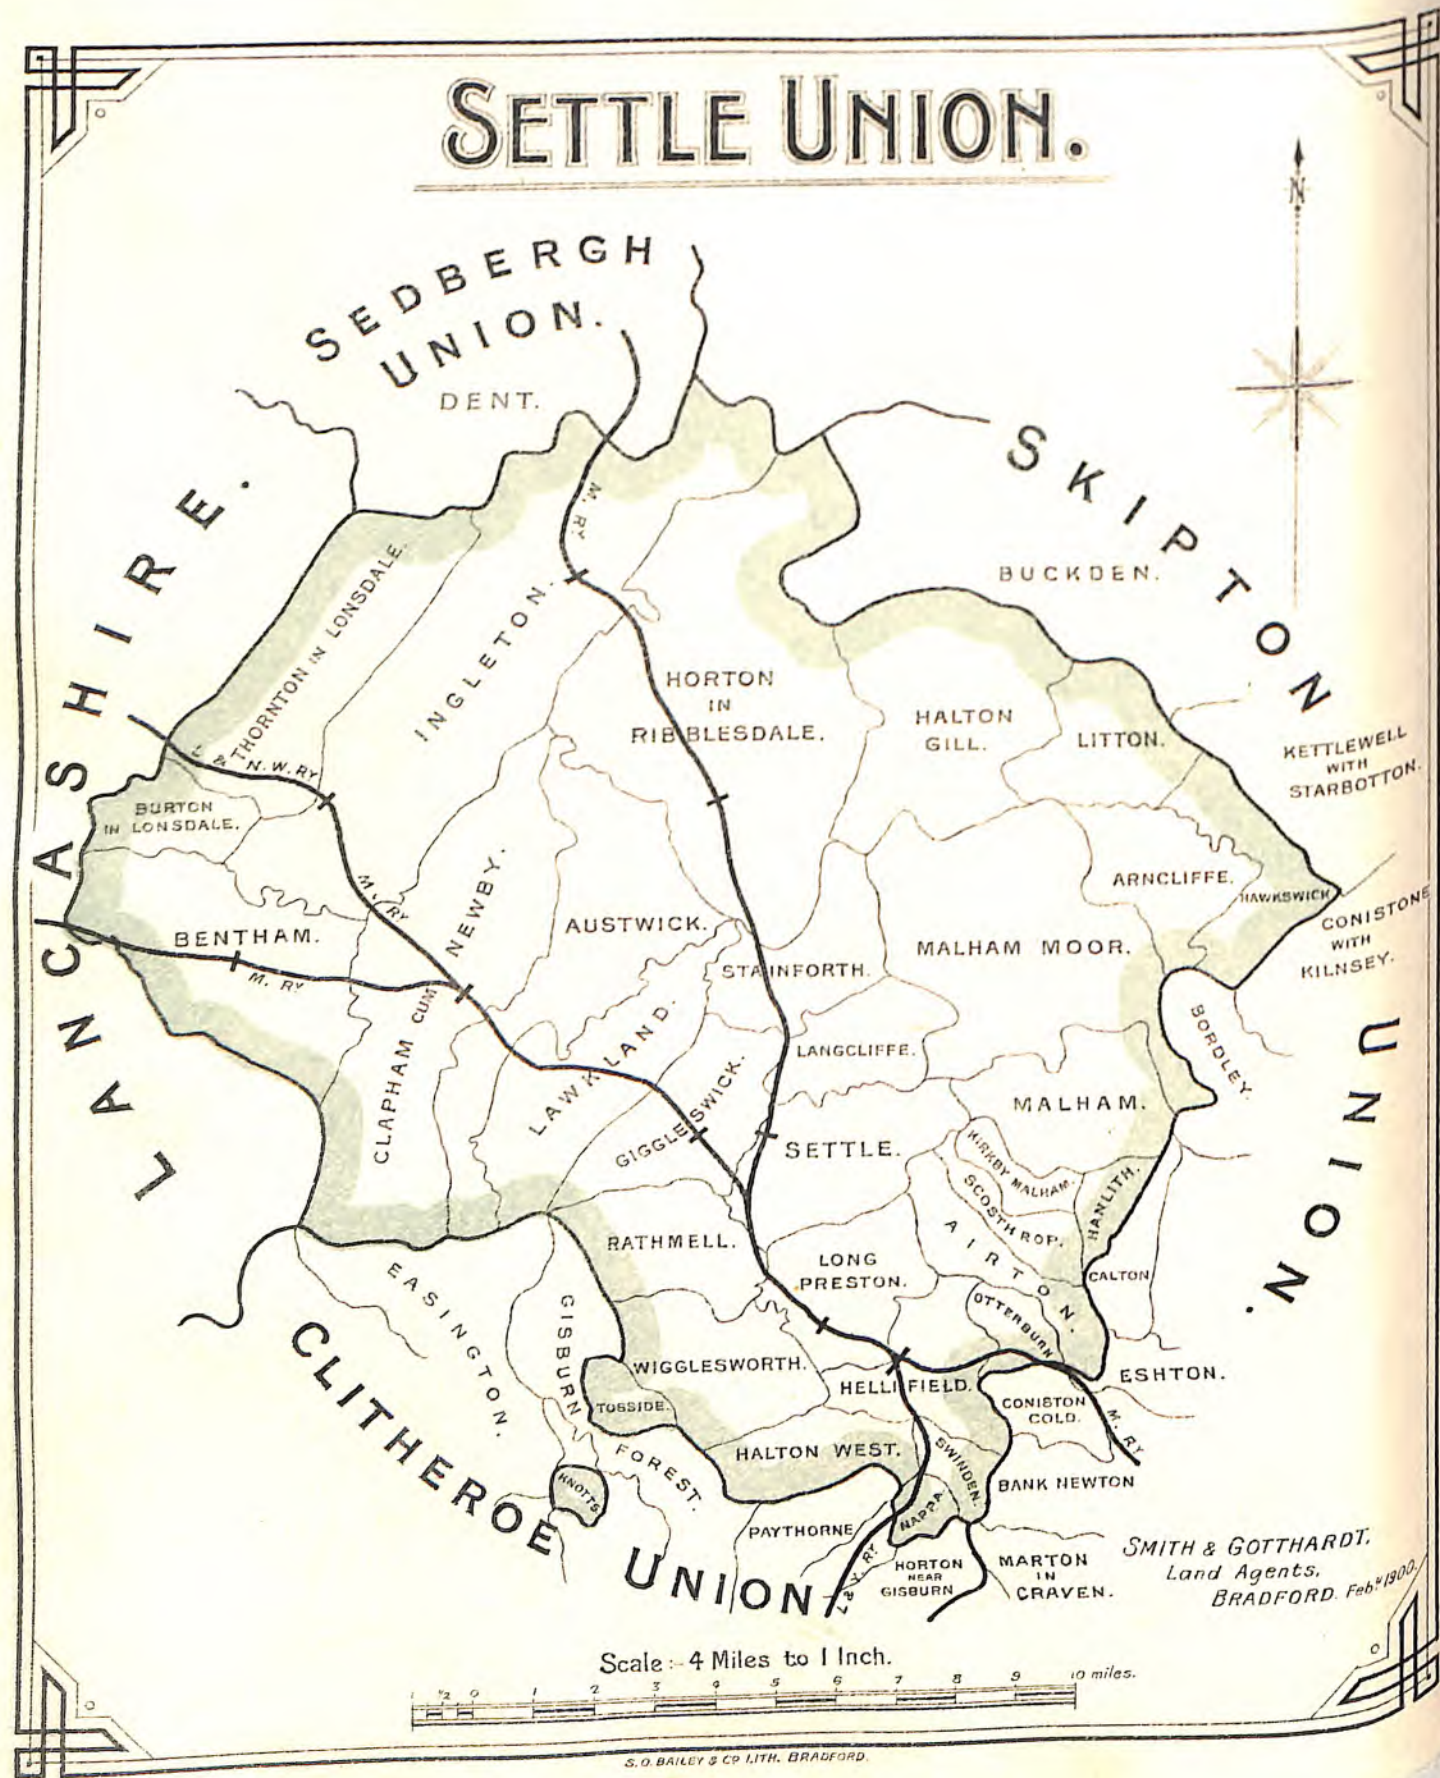 SETTLE UNION.
N
SEDBERGH
UNION.
DENT.
LANCASHIRE.
SKIPTON
UNION.
BUCKDEN.
M. RY.
THORNTON IN LONSDALE.
INGLETON.
HORTON
IN
RIBBLESDALE.
HALTON
GILL.
LITTON.
KETTLEWELL
WITH
STARBOTTON.
L & N.W. RY
BURTON
IN LONSDALE.
M. RY
NEWBY.
AUSTWICK.
ARNCLIFFE.
HAWKSWICK
CONISTONE
WITH
KILNSEY.
BENTHAM.
M. RY
STAINFORTH.
MALHAM MOOR.
BORDLEY.
CLAPHAM CUM
LAWKLAND.
GIGGLESWICK.
LANGCLIFFE.
MALHAM.
SETTLE.
KIRKBY MALHAM.
SCOSTHROP.
HANLITH.
AIRTON.
RATHMELL.
LONG
PRESTON.
CALTON
OTTERBURN
EASINGTON.
GISBURN
FOREST.
WIGGLESWORTH.
HELLIFIELD.
ESHTON.
TOSSIDE.
CONISTON
COLD.
M. RY
HALTON WEST.
SWINDEN.
BANK NEWTON
KNOTTS
NAPPA
PAYTHORNE
CLITHEROE UNION
L & Y. RY.
HORTON
NEAR
GISBURN
MARTON
IN
CRAVEN.
SMITH & GOTTHARDT,
Land Agents,
BRADFORD. Feb.y 1900.
Scale:- 4 Miles to 1 Inch.
1 ½ 0 1 2 3 4 5 6 7 8 9 10 miles.
S.O. BAILEY & Co LITH. BRADFORD.